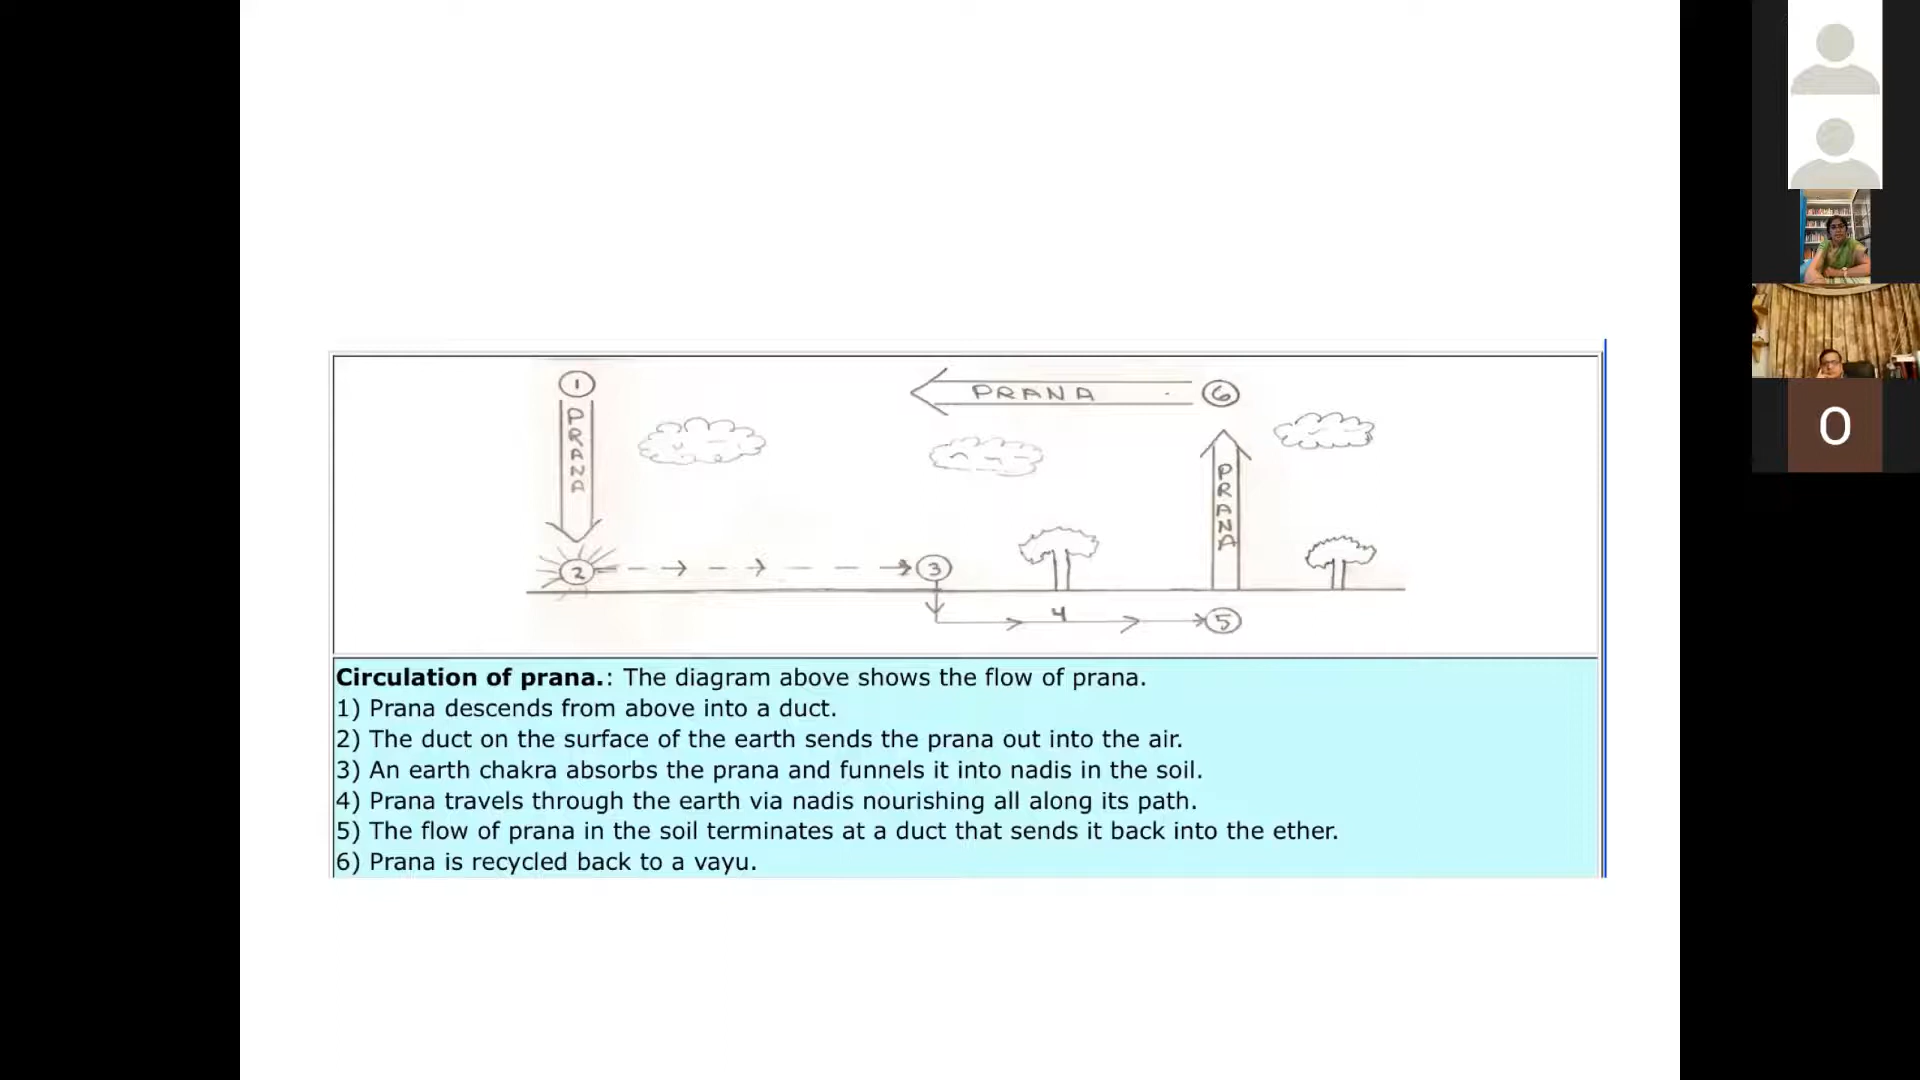 1
PRANA
PRANA
6
PRANA
2
3
4
5
Circulation of prana.: The diagram above shows the flow of prana.
1) Prana descends from above into a duct.
2) The duct on the surface of the earth sends the prana out into the air.
3) An earth chakra absorbs the prana and funnels it into nadis in the soil.
4) Prana travels through the earth via nadis nourishing all along its path.
5) The flow of prana in the soil terminates at a duct that sends it back into the ether.
6) Prana is recycled back to a vayu.
O